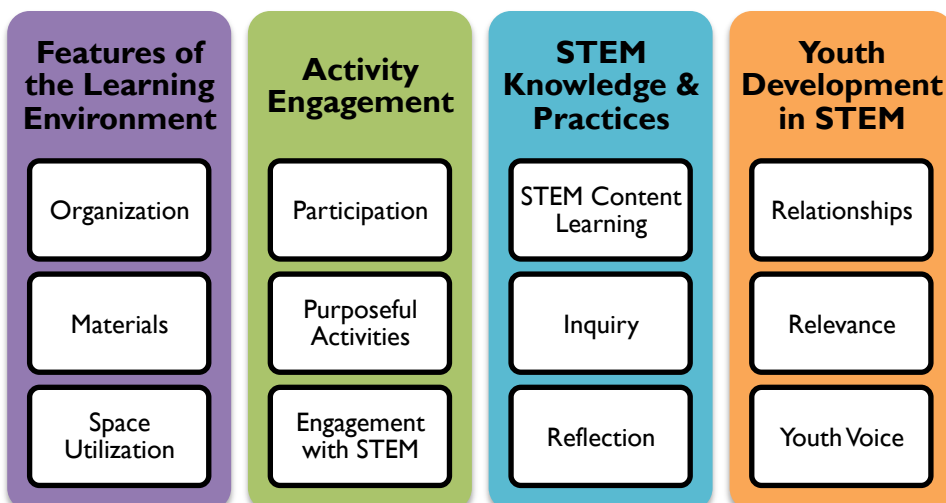 Features of
the Learning
Environment
Organization
Materials
Space
Utilization
Activity
Engagement
Participation
Purposeful
Activities
Engagement
with STEM
STEM
Knowledge &
Practices
STEM Content
Learning
Inquiry
Reflection
Youth
Development
in STEM
Relationships
Relevance
Youth Voice